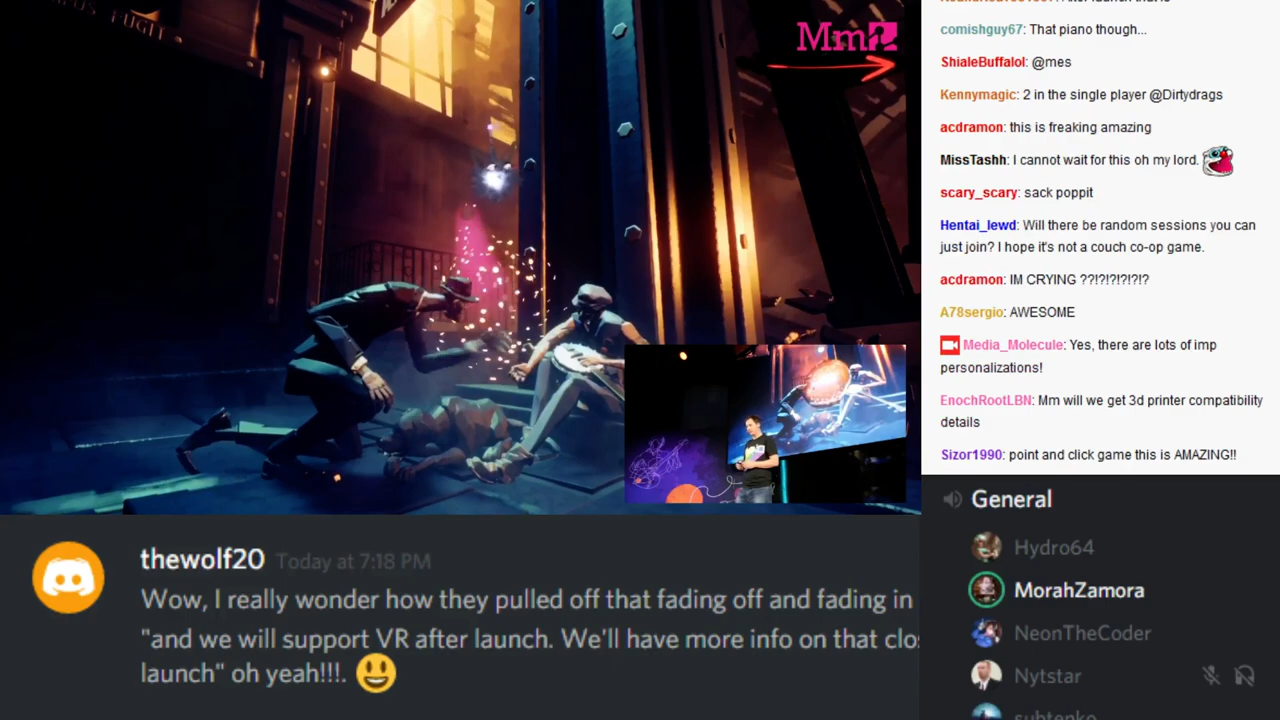 FUGIT
Mm
comishguy67: That piano though...
ShialeBuffalol: @mes
Kennymagic: 2 in the single player @Dirtydrags
acdramon: this is freaking amazing
MissTashh: I cannot wait for this oh my lord.
scary_scary: sack poppit
Hentai_lewd: Will there be random sessions you can
just join? I hope it's not a couch co-op game.
acdramon: IM CRYING ??!?!?!?!?!?
A78sergio: AWESOME
Media_Molecule: Yes, there are lots of imp
personalizations!
EnochRootLBN: Mm will we get 3d printer compatibility
details
Sizor1990: point and click game this is AMAZING!!
thewolf20 Today at 7:18 PM
Wow, I really wonder how they pulled off that fading off and fading in
"and we will support VR after launch. We'll have more info on that clo
launch" oh yeah!!!. 😃
General
Hydro64
MorahZamora
NeonTheCoder
Nytstar
subtenko